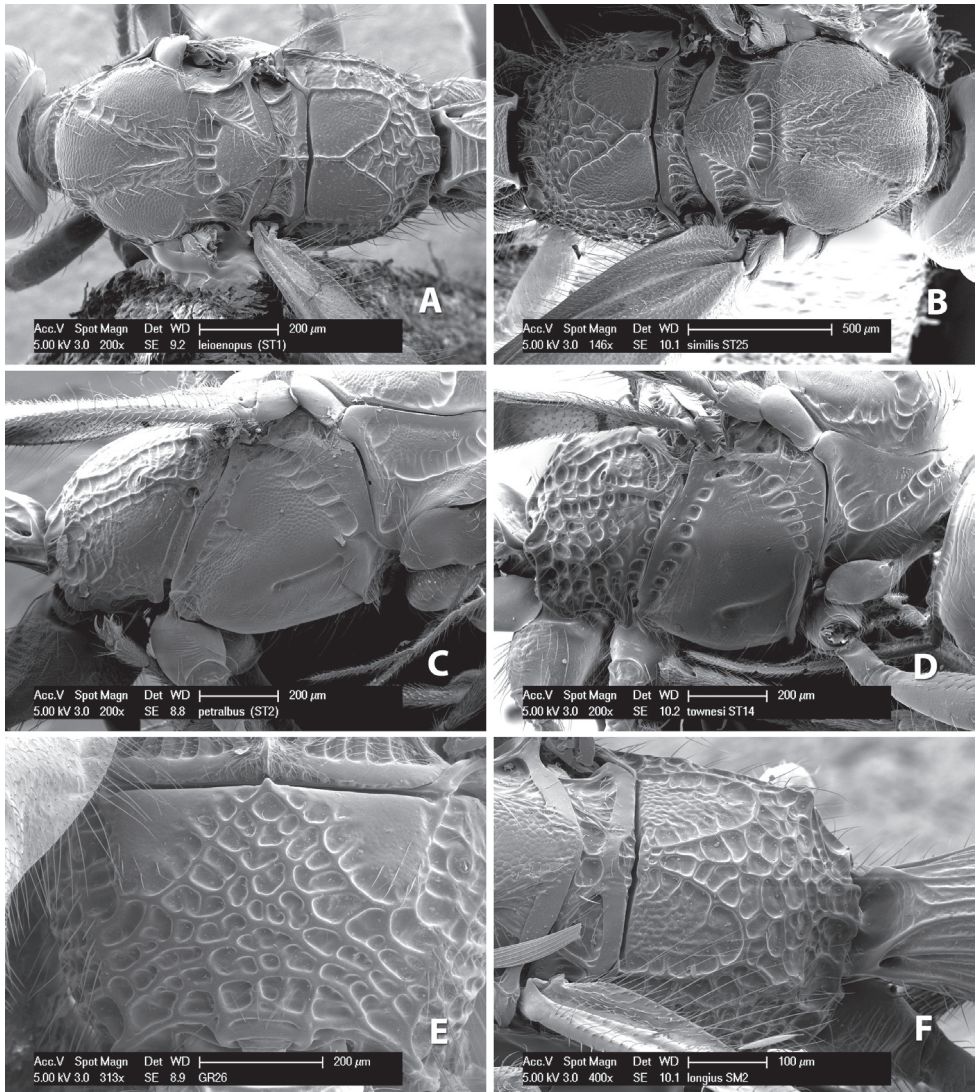 A
Acc.V Spot Magn Det WD 200 µm
5.00 kV 3.0 200x SE 9.2 leioenopus (ST1)
B
Acc.V Spot Magn Det WD 500 µm
5.00 kV 3.0 146x SE 10.1 similis ST25
C
Acc.V Spot Magn Det WD 200 µm
5.00 kV 3.0 200x SE 8.8 petralbus (ST2)
D
Acc.V Spot Magn Det WD 200 µm
5.00 kV 3.0 200x SE 10.2 townesi ST14
E
Acc.V Spot Magn Det WD 200 µm
5.00 kV 3.0 313x SE 8.9 GR26
F
Acc.V Spot Magn Det WD 100 µm
5.00 kV 3.0 400x SE 10.1 longius SM2